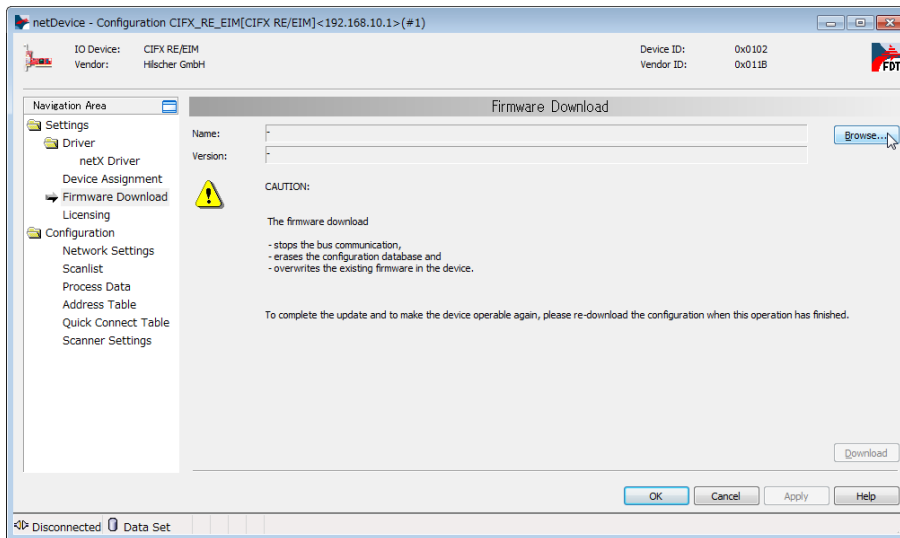 netDevice - Configuration CIFX_RE_EIM[CIFX RE/EIM]<192.168.10.1>(#1)
IO Device: CIFX RE/EIM Device ID: 0x0102
Vendor: Hilscher GmbH Vendor ID: 0x011B
FDT
Navigation Area
Firmware Download
Settings
Driver
netX Driver
Device Assignment
Firmware Download
Licensing
Configuration
Network Settings
Scanlist
Process Data
Address Table
Quick Connect Table
Scanner Settings
Name: -
Browse...
Version: -
CAUTION:
The firmware download
- stops the bus communication,
- erases the configuration database and
- overwrites the existing firmware in the device.
To complete the update and to make the device operable again, please re-download the configuration when this operation has finished.
Download
OK Cancel Apply Help
Disconnected Data Set